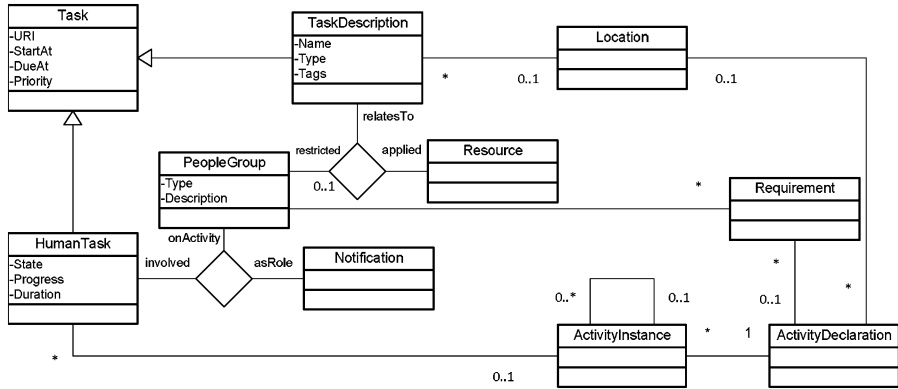 Task
-URI
-StartAt
-DueAt
-Priority
TaskDescription
-Name
-Type
-Tags
Location
*
0..1
0..1
relatesTo
restricted
applied
0..1
PeopleGroup
-Type
-Description
Resource
*
Requirement
onActivity
involved
asRole
HumanTask
-State
-Progress
-Duration
Notification
*
0..*
0..1
0..1
*
ActivityInstance
*
1
ActivityDeclaration
*
0..1